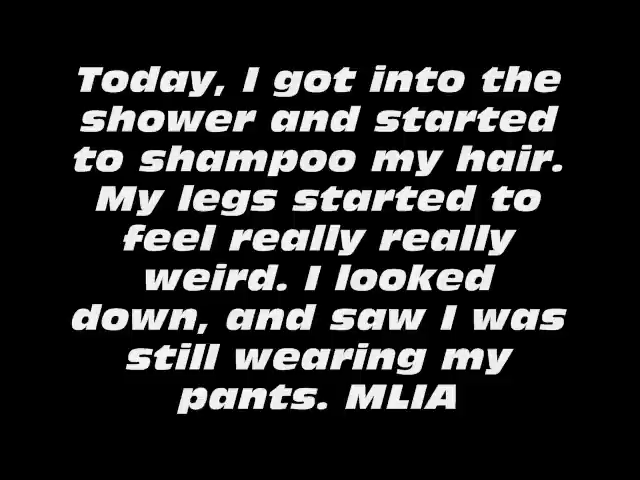 Today, I got into the
shower and started
to shampoo my hair.
My legs started to
feel really really
weird. I looked
down, and saw I was
still wearing my
pants. MLIA